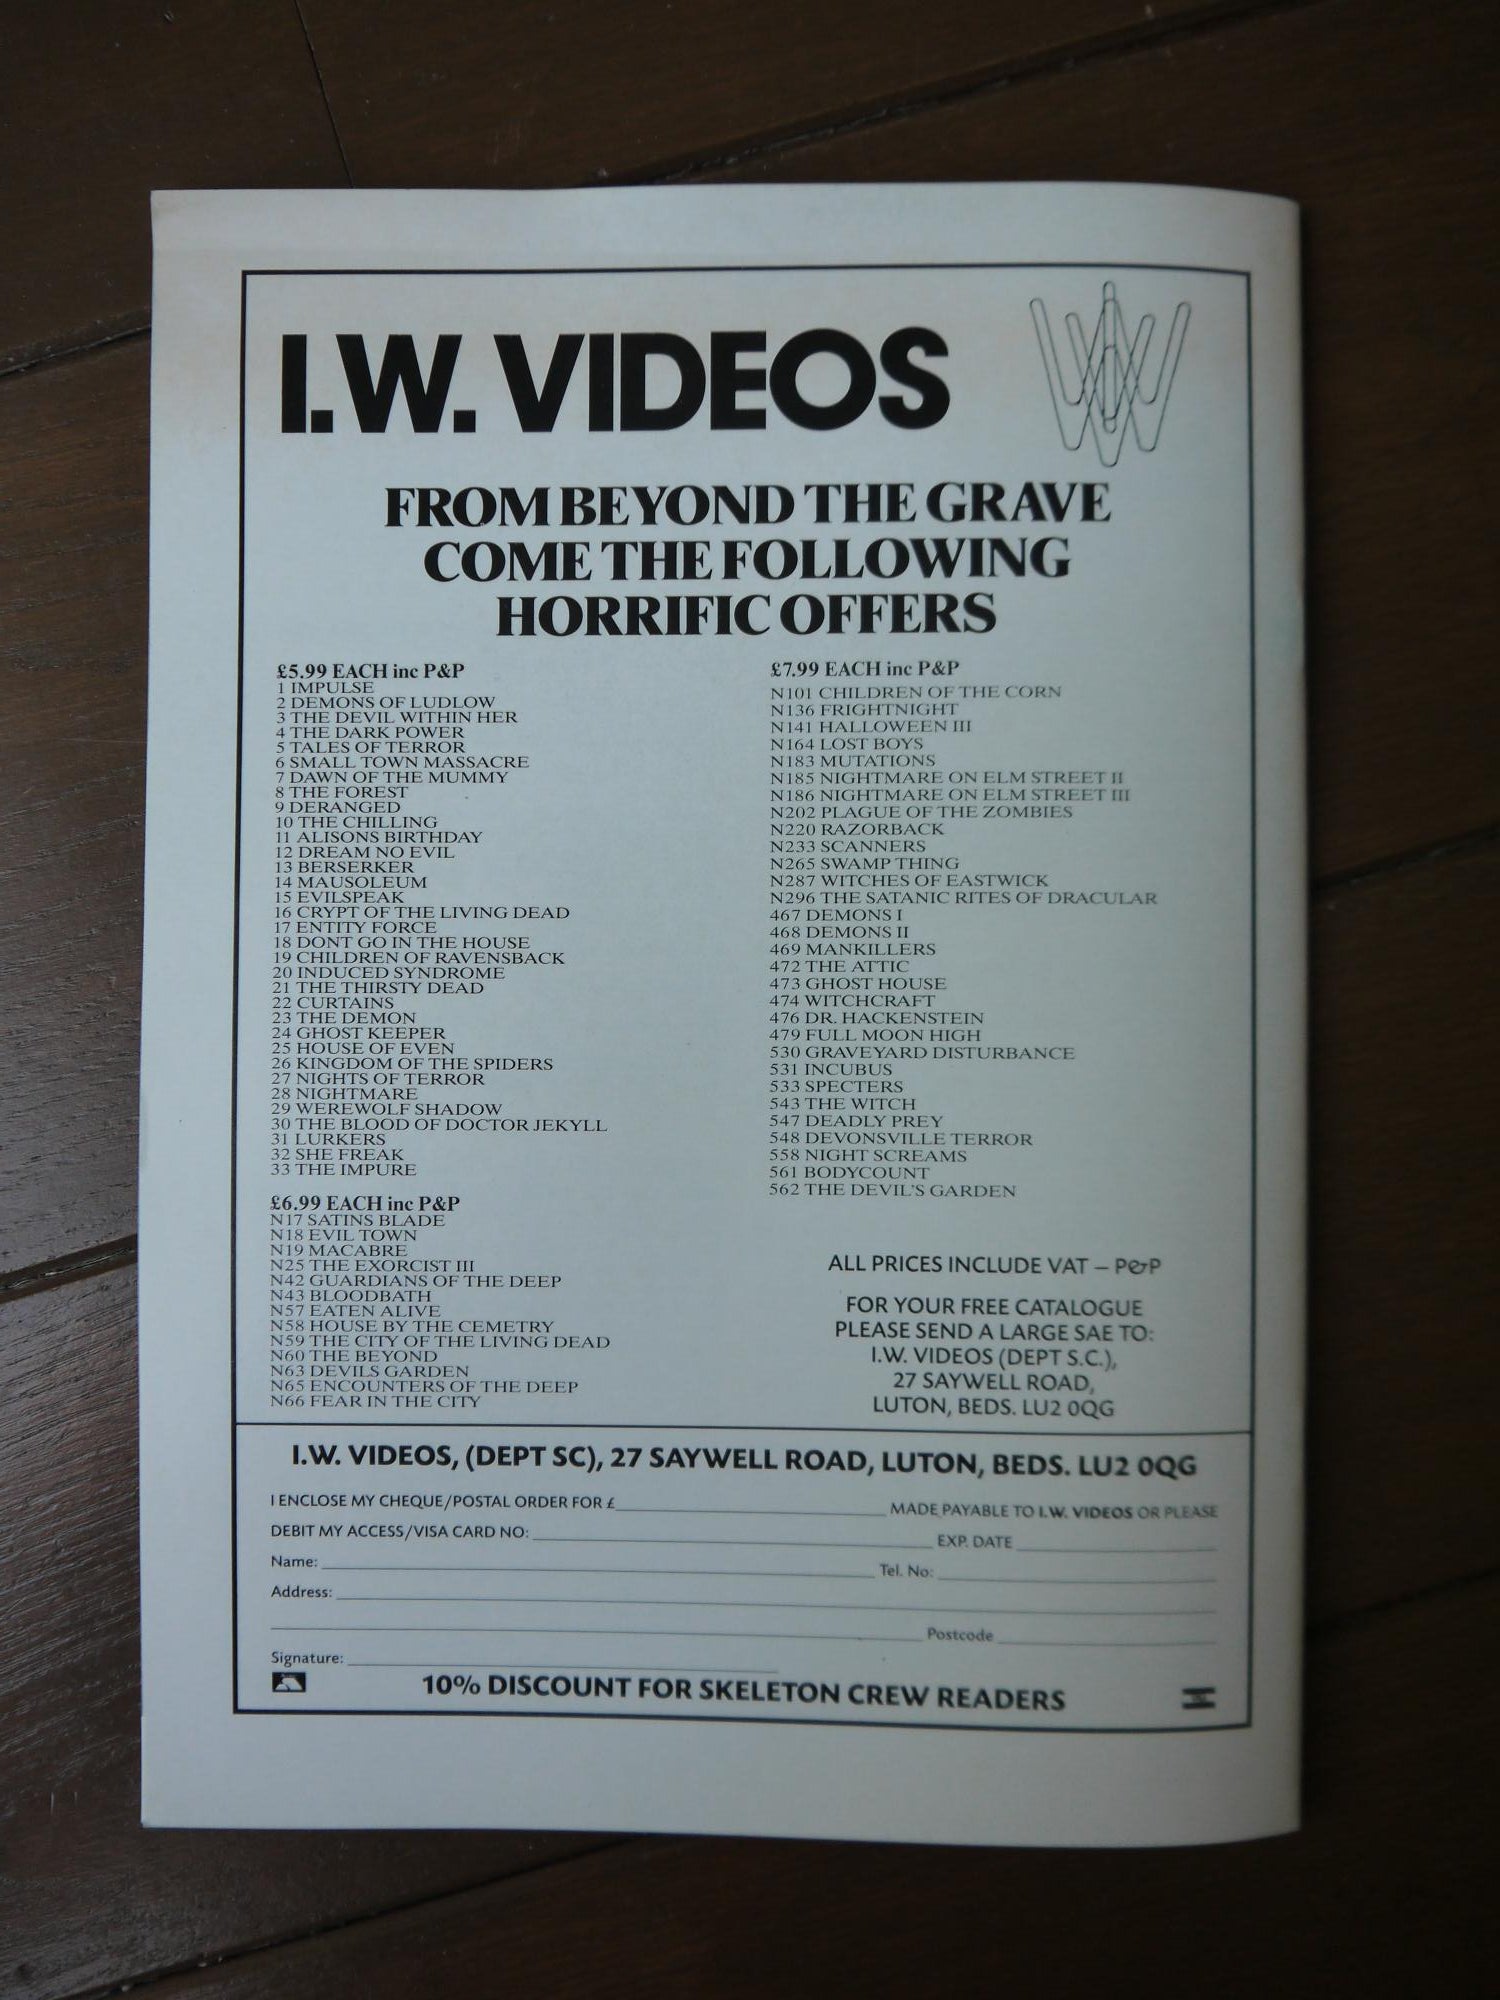 I.W. VIDEOS
FROM BEYOND THE GRAVE
COME THE FOLLOWING
HORRIFIC OFFERS
£5.99 EACH inc P&P
1 IMPULSE
2 DEMONS OF LUDLOW
3 THE DEVIL WITHIN HER
4 THE DARK POWER
5 TALES OF TERROR
6 SMALL TOWN MASSACRE
7 DAWN OF THE MUMMY
8 THE FOREST
9 DERANGED
10 THE CHILLING
11 ALISONS BIRTHDAY
12 DREAM NO EVIL
13 BERSERKER
14 MAUSOLEUM
15 EVILSPEAK
16 CRYPT OF THE LIVING DEAD
17 ENTITY FORCE
18 DONT GO IN THE HOUSE
19 CHILDREN OF RAVENSBACK
20 INDUCED SYNDROME
21 THE THIRSTY DEAD
22 CURTAINS
23 THE DEMON
24 GHOST KEEPER
25 HOUSE OF EVEN
26 KINGDOM OF THE SPIDERS
27 NIGHTS OF TERROR
28 NIGHTMARE
29 WEREWOLF SHADOW
30 THE BLOOD OF DOCTOR JEKYLL
31 LURKERS
32 SHE FREAK
33 THE IMPURE
£6.99 EACH inc P&P
N17 SATINS BLADE
N18 EVIL TOWN
N19 MACABRE
N25 THE EXORCIST III
N42 GUARDIANS OF THE DEEP
N43 BLOODBATH
N57 EATEN ALIVE
N58 HOUSE BY THE CEMETRY
N59 THE CITY OF THE LIVING DEAD
N60 THE BEYOND
N63 DEVILS GARDEN
N65 ENCOUNTERS OF THE DEEP
N66 FEAR IN THE CITY
£7.99 EACH inc P&P
N101 CHILDREN OF THE CORN
N136 FRIGHTNIGHT
N141 HALLOWEEN III
N164 LOST BOYS
N183 MUTATIONS
N185 NIGHTMARE ON ELM STREET II
N186 NIGHTMARE ON ELM STREET III
N202 PLAGUE OF THE ZOMBIES
N220 RAZORBACK
N233 SCANNERS
N265 SWAMP THING
N287 WITCHES OF EASTWICK
N296 THE SATANIC RITES OF DRACULAR
467 DEMONS I
468 DEMONS II
469 MANKILLERS
472 THE ATTIC
473 GHOST HOUSE
474 WITCHCRAFT
476 DR. HACKENSTEIN
479 FULL MOON HIGH
530 GRAVEYARD DISTURBANCE
531 INCUBUS
533 SPECTERS
543 THE WITCH
547 DEADLY PREY
548 DEVONSVILLE TERROR
558 NIGHT SCREAMS
561 BODYCOUNT
562 THE DEVIL'S GARDEN
ALL PRICES INCLUDE VAT – P&P
FOR YOUR FREE CATALOGUE
PLEASE SEND A LARGE SAE TO:
I.W. VIDEOS (DEPT S.C.),
27 SAYWELL ROAD,
LUTON, BEDS. LU2 0QG
I.W. VIDEOS, (DEPT SC), 27 SAYWELL ROAD, LUTON, BEDS. LU2 0QG
I ENCLOSE MY CHEQUE/POSTAL ORDER FOR £ MADE PAYABLE TO I.W. VIDEOS OR PLEASE
DEBIT MY ACCESS/VISA CARD NO: EXP. DATE
Name: Tel. No:
Address:
Postcode
Signature:
10% DISCOUNT FOR SKELETON CREW READERS